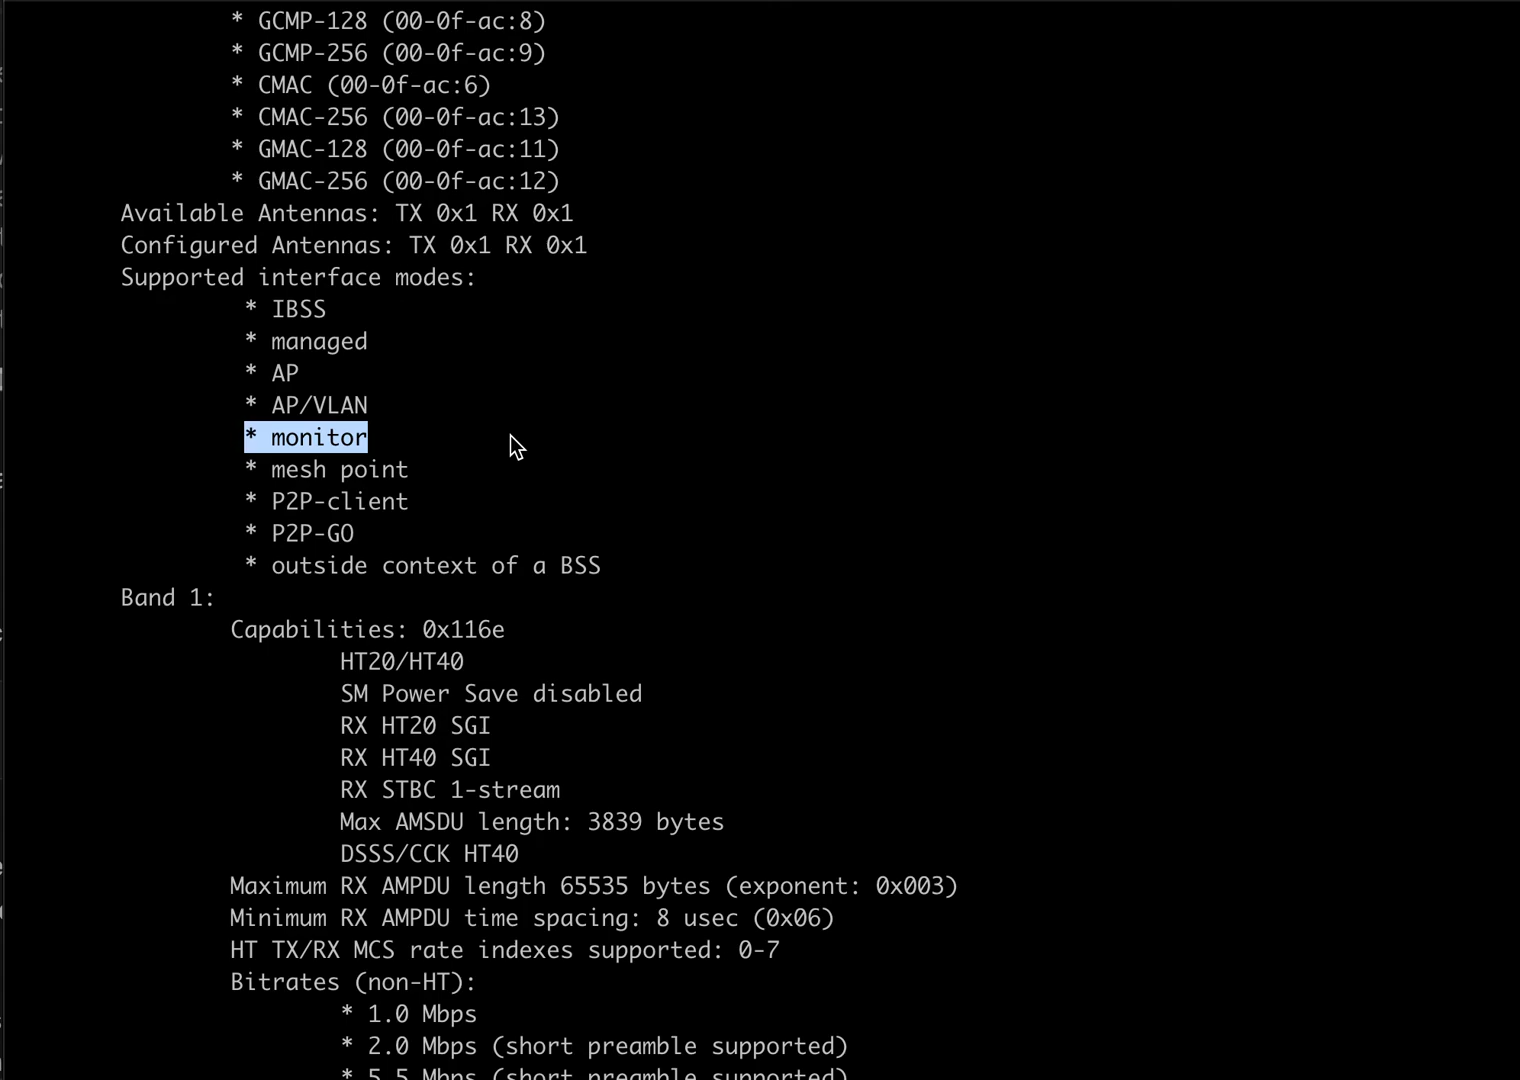 * GCMP-128 (00-0f-ac:8)
* GCMP-256 (00-0f-ac:9)
* CMAC (00-0f-ac:6)
* CMAC-256 (00-0f-ac:13)
* GMAC-128 (00-0f-ac:11)
* GMAC-256 (00-0f-ac:12)
Available Antennas: TX 0x1 RX 0x1
Configured Antennas: TX 0x1 RX 0x1
Supported interface modes:
* IBSS
* managed
* AP
* AP/VLAN
* monitor
* mesh point
* P2P-client
* P2P-GO
* outside context of a BSS
Band 1:
Capabilities: 0x116e
HT20/HT40
SM Power Save disabled
RX HT20 SGI
RX HT40 SGI
RX STBC 1-stream
Max AMSDU length: 3839 bytes
DSSS/CCK HT40
Maximum RX AMPDU length 65535 bytes (exponent: 0x003)
Minimum RX AMPDU time spacing: 8 usec (0x06)
HT TX/RX MCS rate indexes supported: 0-7
Bitrates (non-HT):
* 1.0 Mbps
* 2.0 Mbps (short preamble supported)
* 5.5 Mbps (short preamble supported)